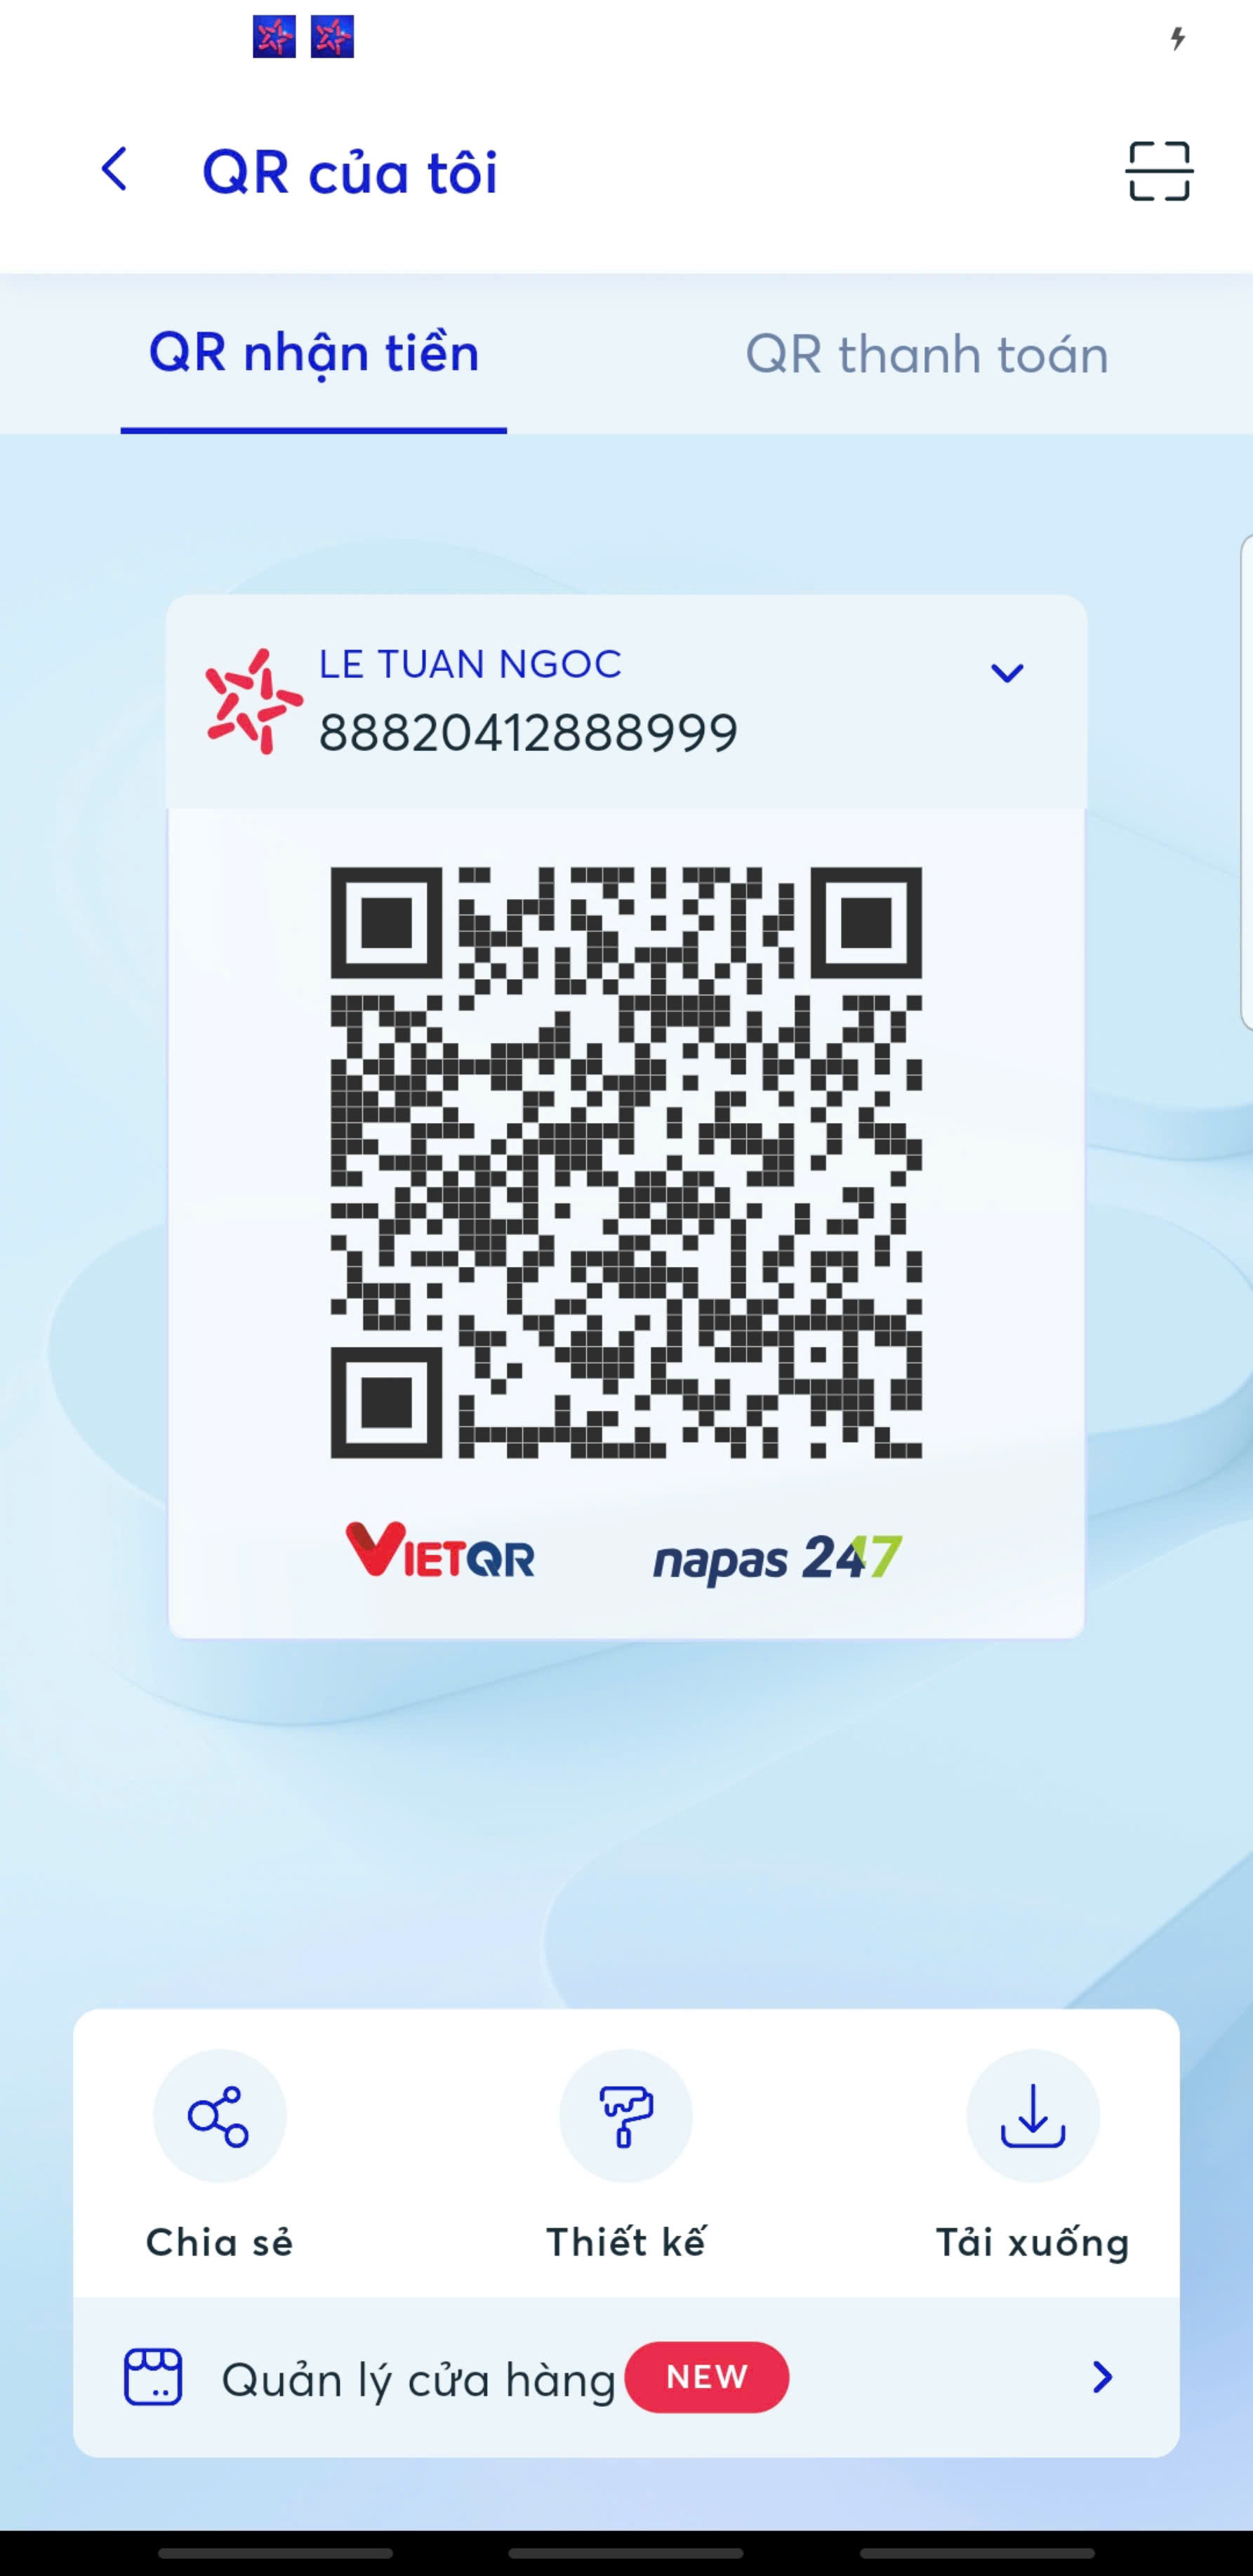 QR của tôi
QR nhận tiền
QR thanh toán
LE TUAN NGOC
88820412888999
VIETQR
napas 247
Chia sẻ
Thiết kế
Tải xuống
Quản lý cửa hàng NEW